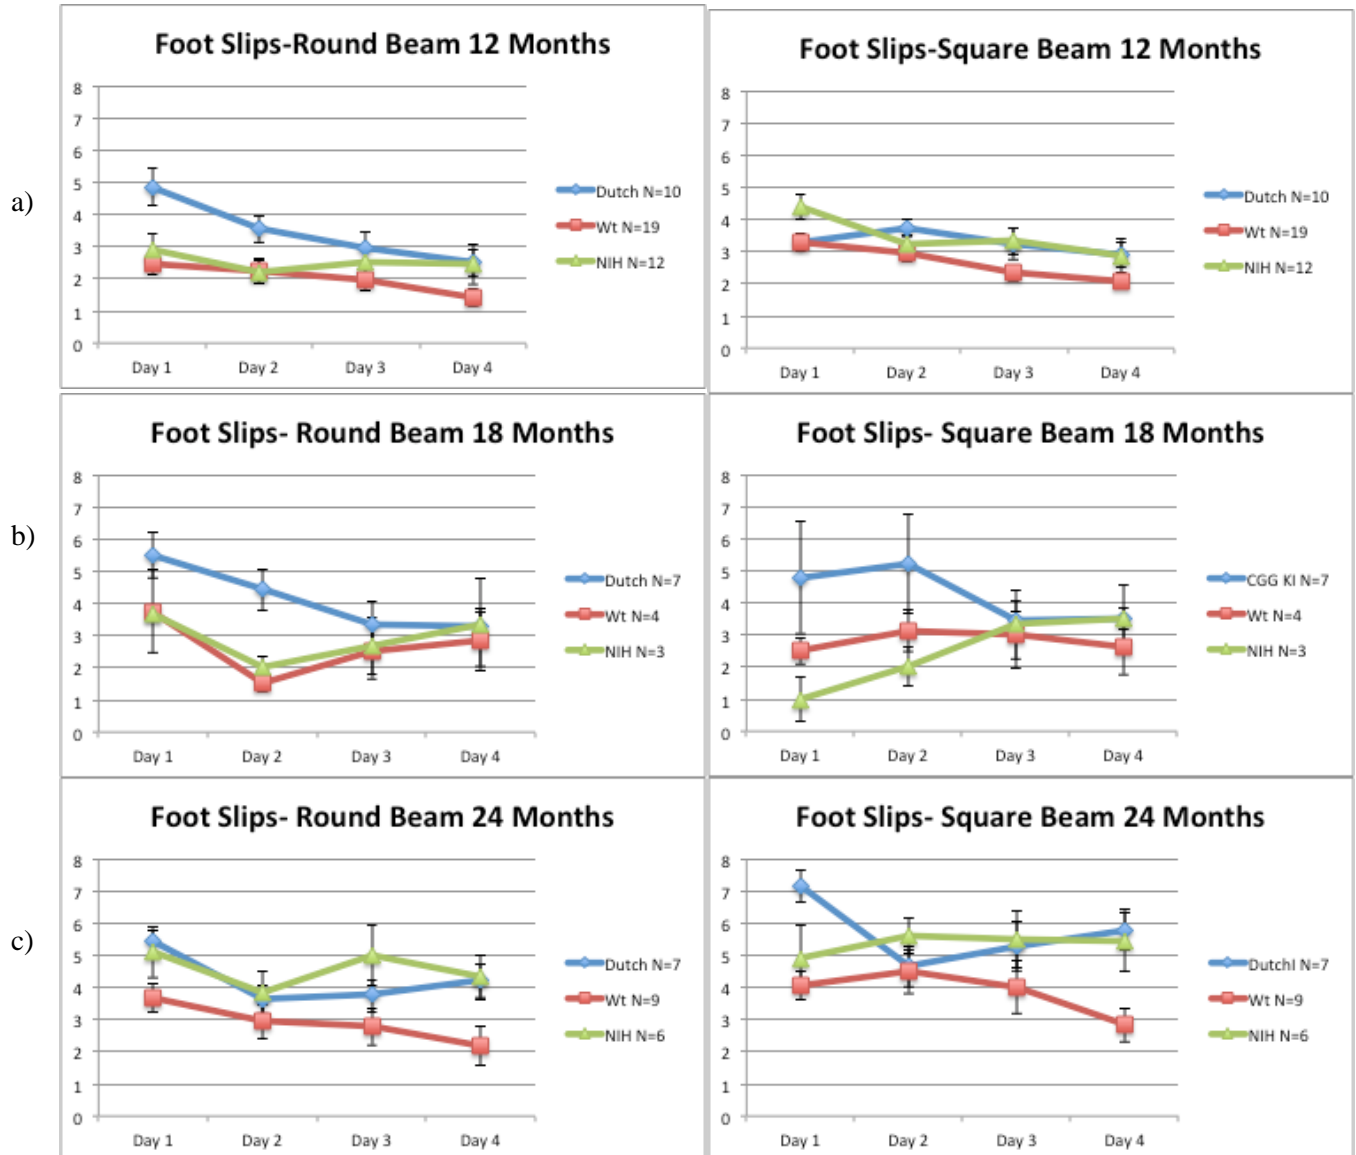 a)
Foot Slips-Round Beam 12 Months
8
7
6
5
4
3
2
1
0
Day 1 Day 2 Day 3 Day 4
Dutch N=10
Wt N=19
NIH N=12
Foot Slips-Square Beam 12 Months
8
7
6
5
4
3
2
1
0
Day 1 Day 2 Day 3 Day 4
Dutch N=10
Wt N=19
NIH N=12
b)
Foot Slips- Round Beam 18 Months
8
7
6
5
4
3
2
1
0
Day 1 Day 2 Day 3 Day 4
Dutch N=7
Wt N=4
NIH N=3
Foot Slips- Square Beam 18 Months
8
7
6
5
4
3
2
1
0
Day 1 Day 2 Day 3 Day 4
CGG KI N=7
Wt N=4
NIH N=3
c)
Foot Slips- Round Beam 24 Months
8
7
6
5
4
3
2
1
0
Day 1 Day 2 Day 3 Day 4
Dutch N=7
Wt N=9
NIH N=6
Foot Slips- Square Beam 24 Months
8
7
6
5
4
3
2
1
0
Day 1 Day 2 Day 3 Day 4
DutchI N=7
Wt N=9
NIH N=6